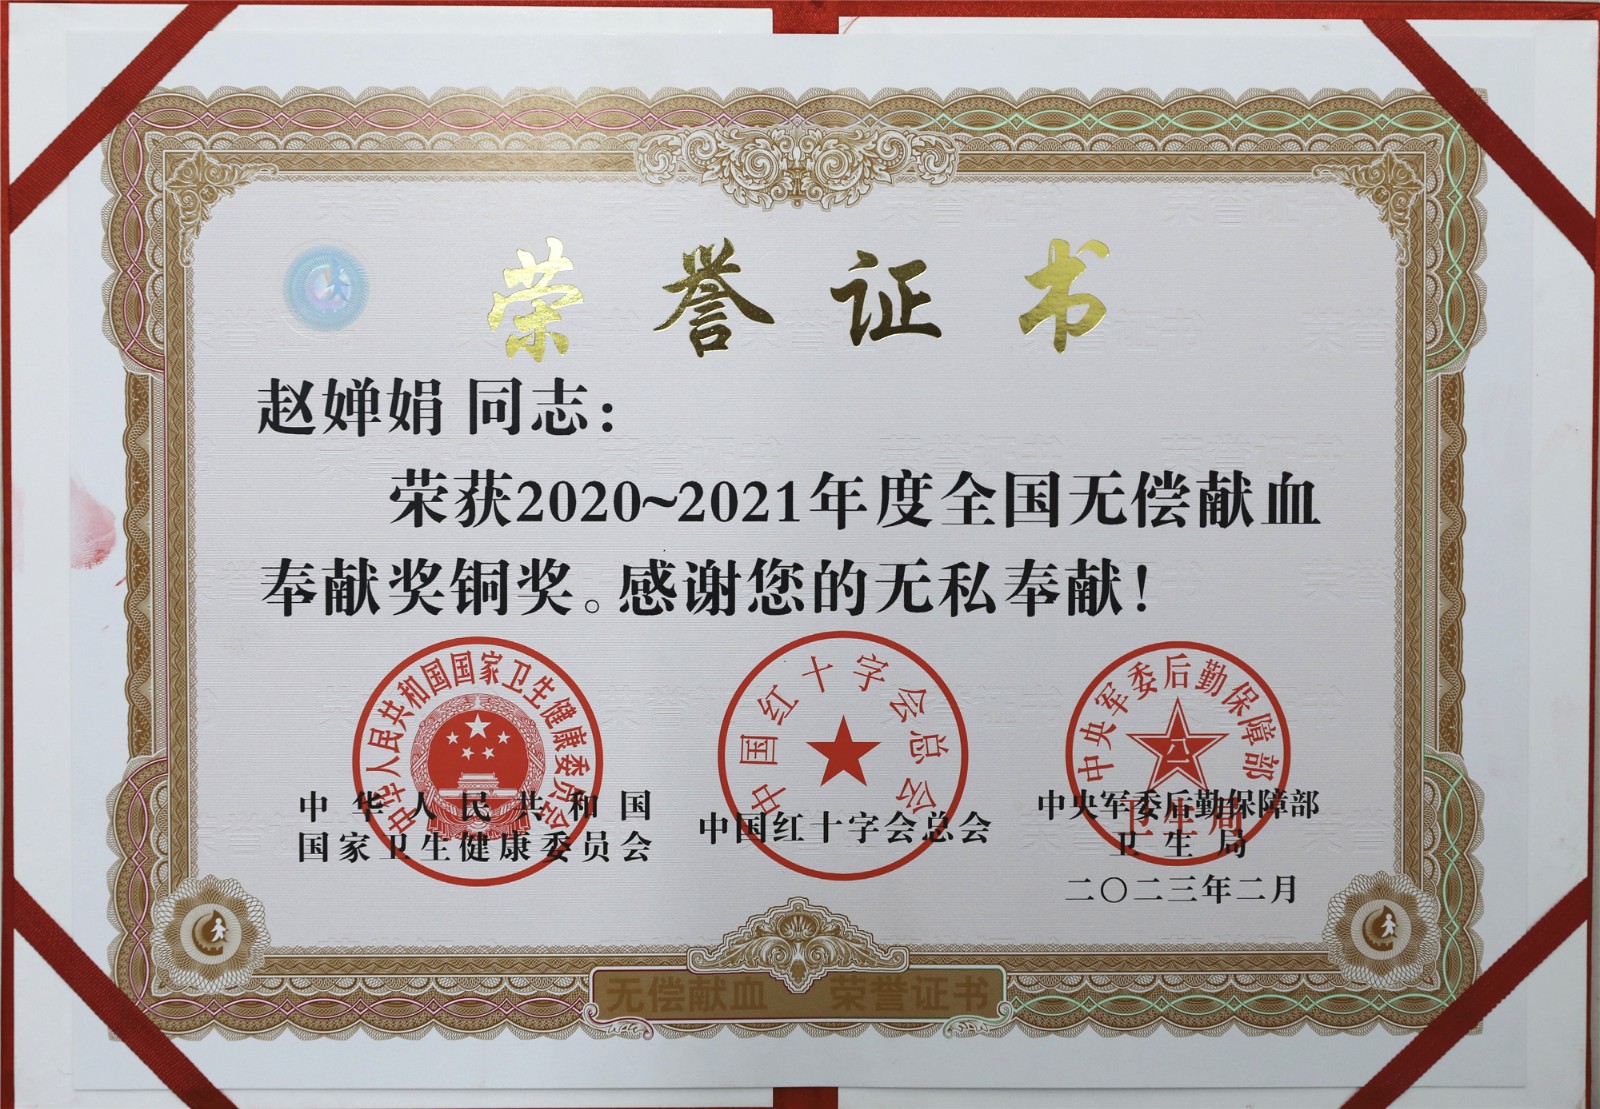 荣誉证书
赵婵娟 同志：
荣获2020~2021年度全国无偿献血
奉献奖铜奖。感谢您的无私奉献！
中华人民共和国国家卫生健康委员会
中国红十字会总会
中央军委后勤保障部
卫生局
中华人民共和国
国家卫生健康委员会
中国红十字会总会
中央军委后勤保障部
卫生局
二〇二三年二月
无偿献血 荣誉证书